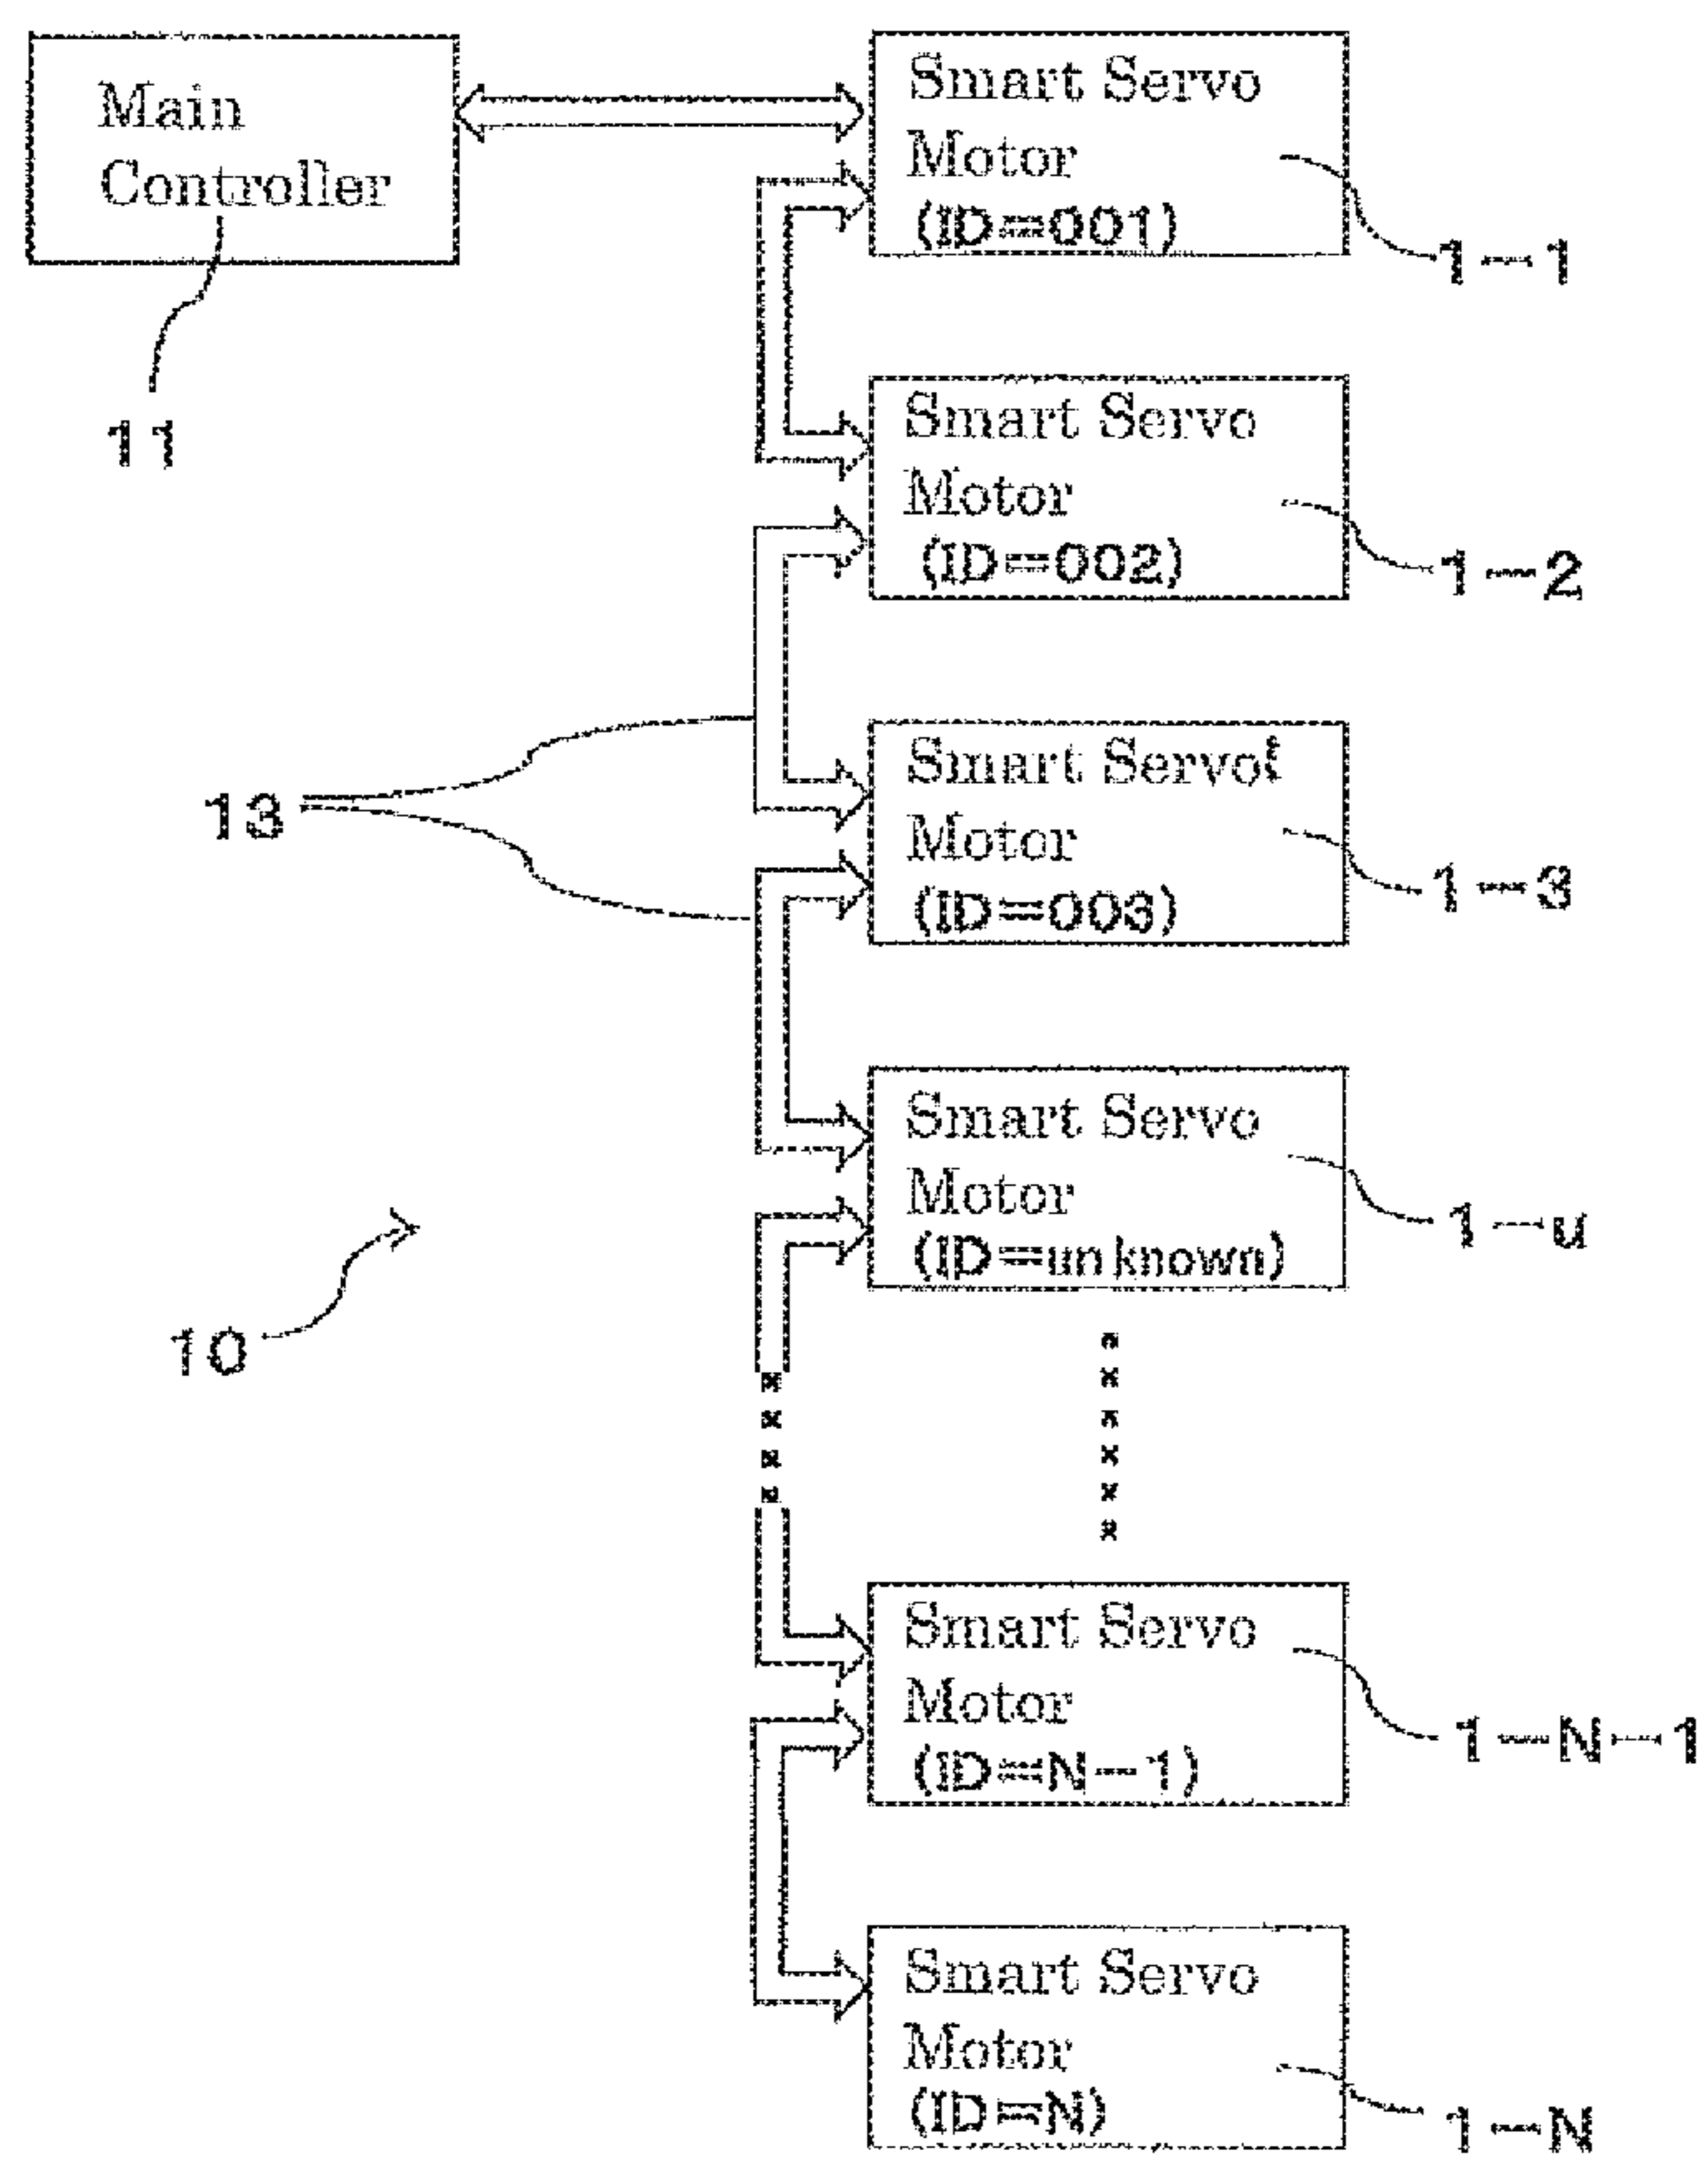 Main
Controller
11
Smart Servo
Motor
(ID=001)
1-1
Smart Servo
Motor
(ID=002)
1-2
13
Smart Servo
Motor
(ID=003)
1-3
Smart Servo
Motor
(ID=unknown)
1-u
10
Smart Servo
Motor
(ID=N-1)
1-N-1
Smart Servo
Motor
(ID=N)
1-N